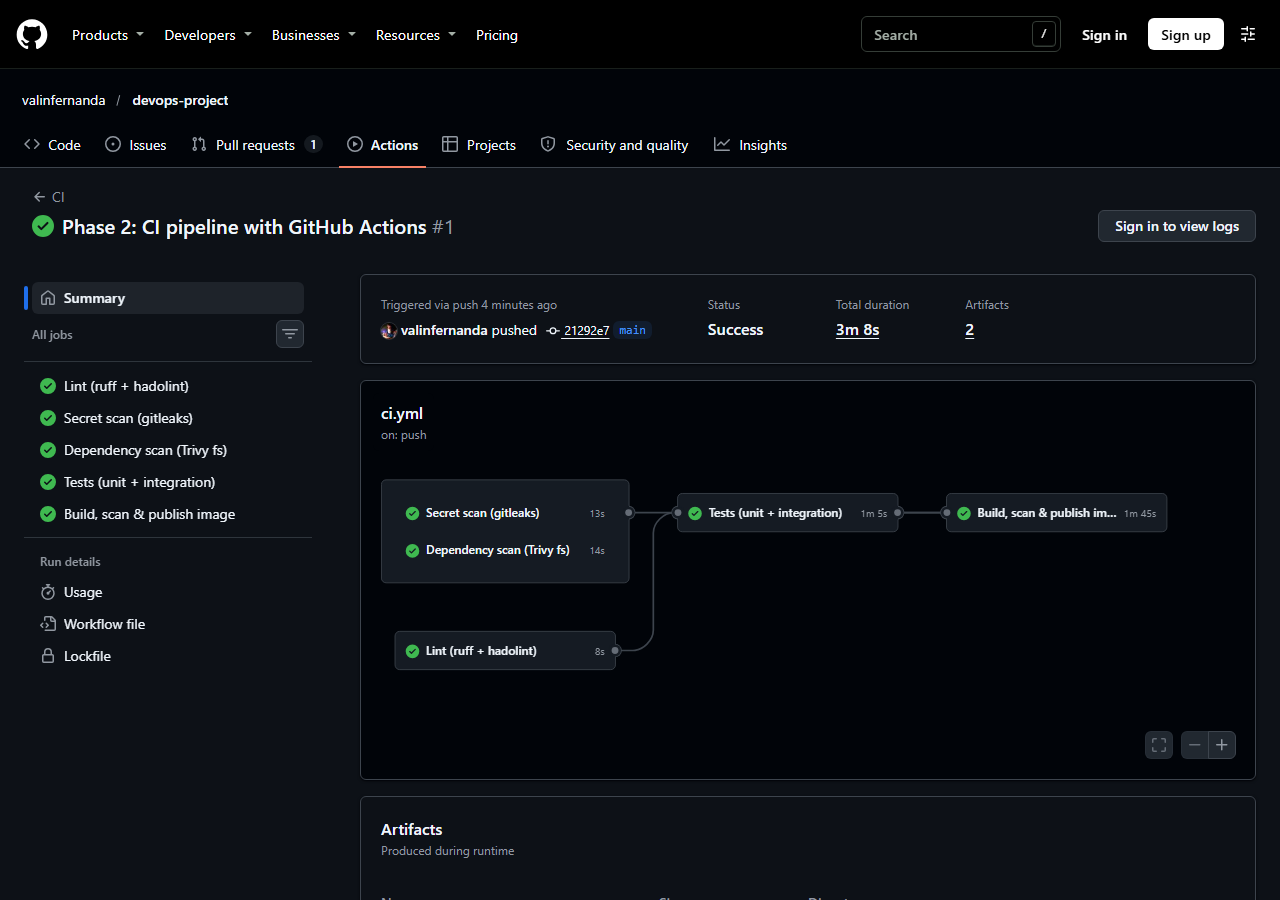 Products Developers Businesses Resources Pricing Search / Sign in Sign up
valinfernanda / devops-project
Code Issues Pull requests 1 Actions Projects Security and quality Insights
CI
Phase 2: CI pipeline with GitHub Actions #1
Sign in to view logs
Summary
All jobs
Lint (ruff + hadolint)
Secret scan (gitleaks)
Dependency scan (Trivy fs)
Tests (unit + integration)
Build, scan & publish image
Run details
Usage
Workflow file
Lockfile
Triggered via push 4 minutes ago
valinfernanda pushed 21292e7 main
Status
Success
Total duration
3m 8s
Artifacts
2
ci.yml
on: push
Secret scan (gitleaks) 13s
Dependency scan (Trivy fs) 14s
Tests (unit + integration) 1m 5s
Build, scan & publish im... 1m 45s
Lint (ruff + hadolint) 8s
Artifacts
Produced during runtime